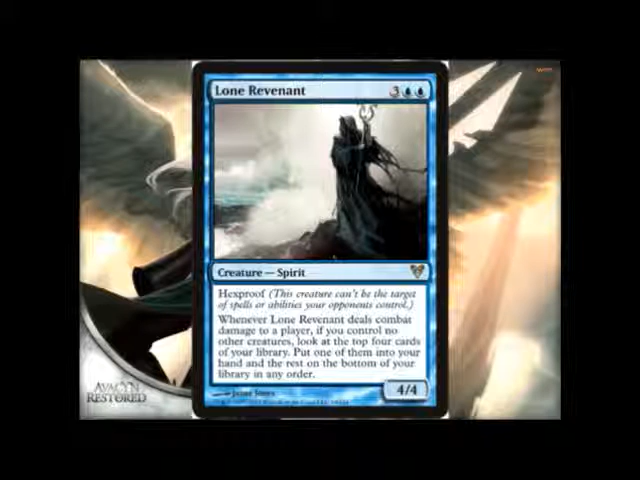 Lone Revenant 3
Creature — Spirit
Hexproof (This creature can't be the target
of spells or abilities your opponents control.)
Whenever Lone Revenant deals combat
damage to a player, if you control no
other creatures, look at the top four cards
of your library. Put one of them into your
hand and the rest on the bottom of your
library in any order.
4/4
AVACYN
RESTORED